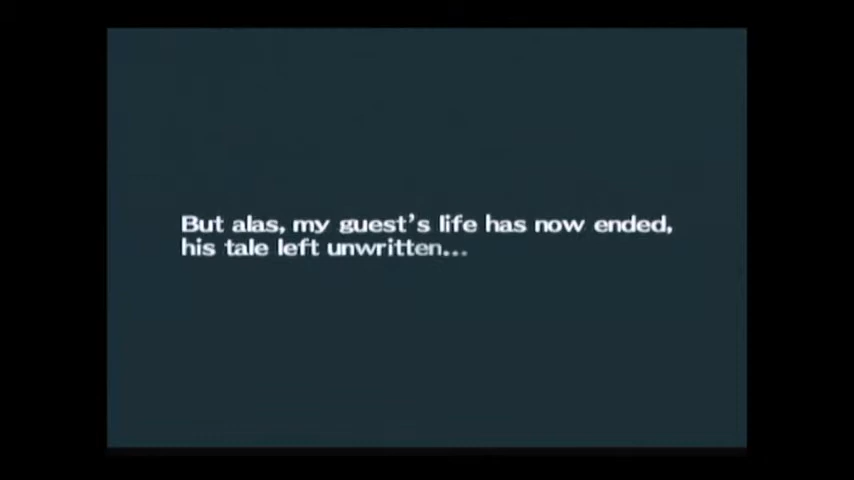 But alas, my guest's life has now ended,
his tale left unwritten...